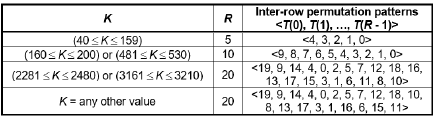 K R Inter-row permutation patterns
<T(0), T(1), …, T(R - 1)>
(40 ≤ K ≤ 159) 5 <4, 3, 2, 1, 0>
(160 ≤ K ≤ 200) or (481 ≤ K ≤ 530) 10 <9, 8, 7, 6, 5, 4, 3, 2, 1, 0>
(2281 ≤ K ≤ 2480) or (3161 ≤ K ≤ 3210) 20 <19, 9, 14, 4, 0, 2, 5, 7, 12, 18, 16,
13, 17, 15, 3, 1, 6, 11, 8, 10>
K = any other value 20 <19, 9, 14, 4, 0, 2, 5, 7, 12, 18, 10,
8, 13, 17, 3, 1, 16, 6, 15, 11>